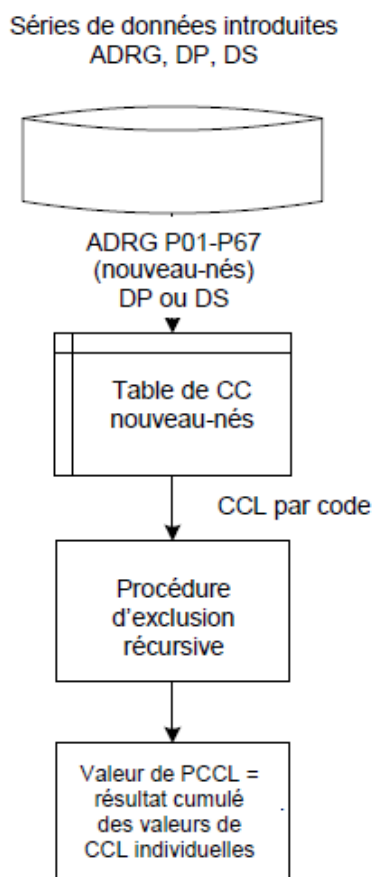 Séries de données introduites
ADRG, DP, DS
ADRG P01-P67
(nouveau-nés)
DP ou DS
Table de CC
nouveau-nés
CCL par code
Procédure
d'exclusion
récursive
Valeur de PCCL =
résultat cumulé
des valeurs de
CCL individuelles